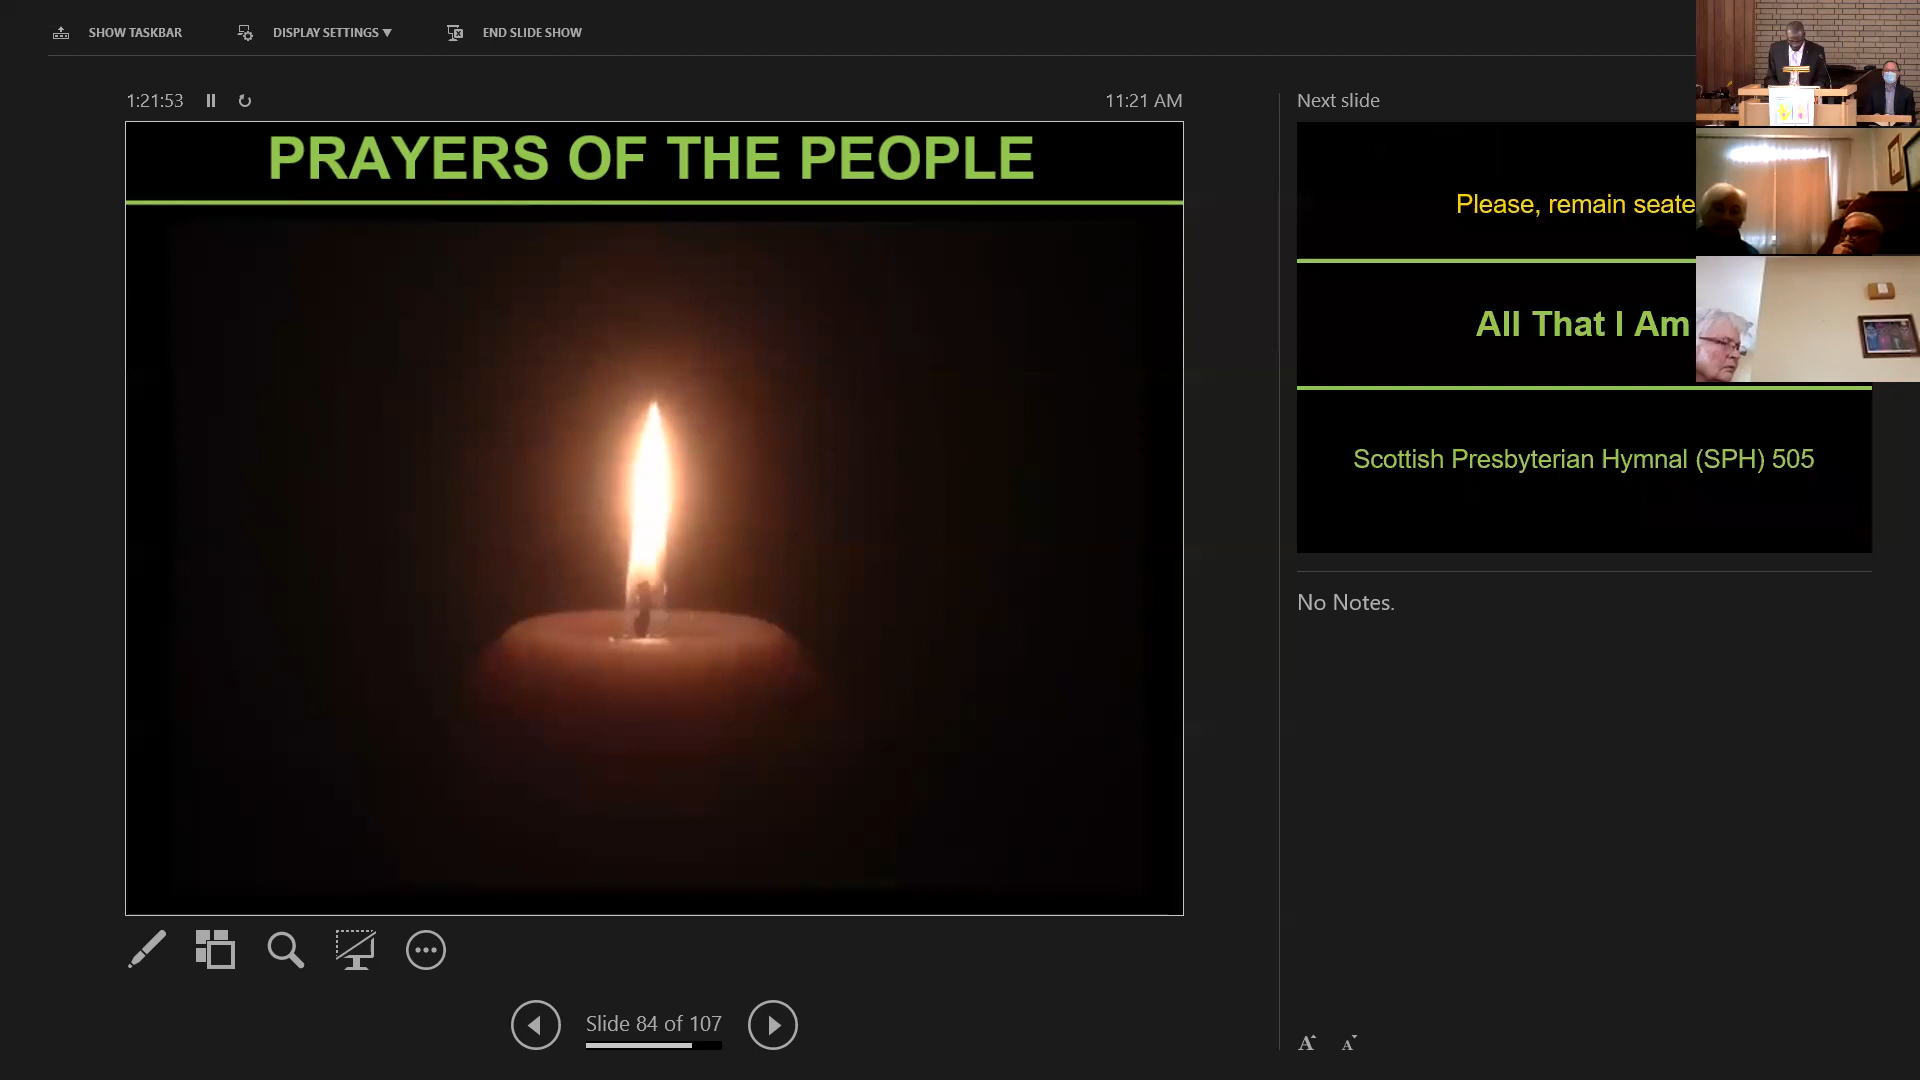 SHOW TASKBAR
DISPLAY SETTINGS ▼
END SLIDE SHOW
1:21:53
11:21 AM
PRAYERS OF THE PEOPLE
Next slide
Please, remain seate
All That I Am
Scottish Presbyterian Hymnal (SPH) 505
No Notes.
Slide 84 of 107
A A